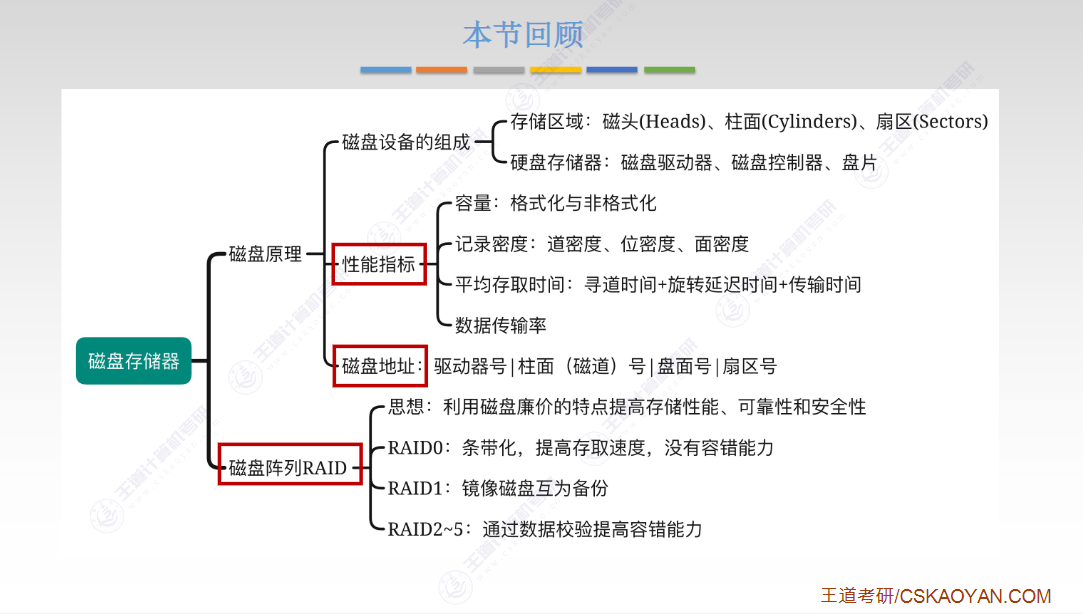 本节回顾
磁盘存储器
磁盘原理
磁盘设备的组成
存储区域：磁头(Heads)、柱面(Cylinders)、扇区(Sectors)
硬盘存储器：磁盘驱动器、磁盘控制器、盘片
性能指标
容量：格式化与非格式化
记录密度：道密度、位密度、面密度
平均存取时间：寻道时间+旋转延迟时间+传输时间
数据传输率
磁盘地址：驱动器号|柱面（磁道）号|盘面号|扇区号
磁盘阵列RAID
思想：利用磁盘廉价的特点提高存储性能、可靠性和安全性
RAID0：条带化，提高存取速度，没有容错能力
RAID1：镜像磁盘互为备份
RAID2~5：通过数据校验提高容错能力
王道考研/CSKAOYAN.COM